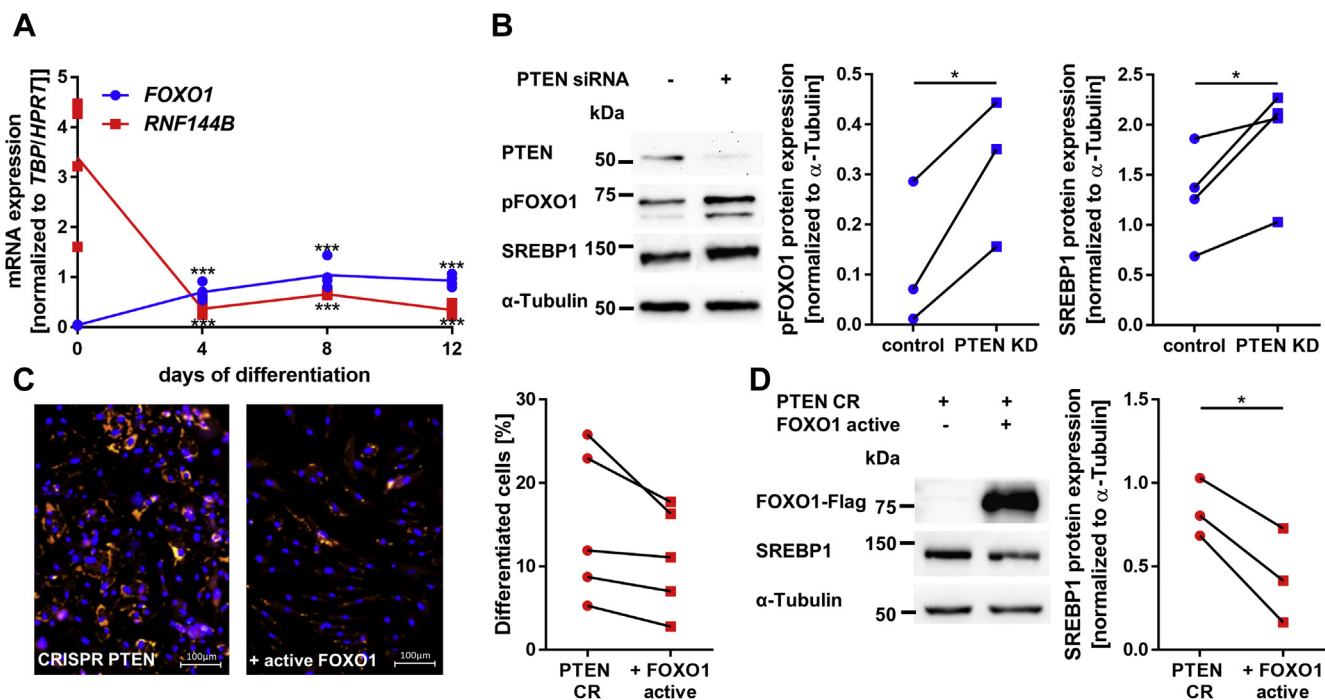 A
mRNA expression
[normalized to TBP/HPRT]]
5
4
3
2
1
0
FOXO1
RNF144B
***
***
***
***
***
***
0
4
8
12
days of differentiation
B
PTEN siRNA - +
kDa
PTEN
50
pFOXO1
75
SREBP1
150
α-Tubulin
50
pFOXO1 protein expression
[normalized to α-Tubulin]
0.5
0.4
0.3
0.2
0.1
0.0
*
control PTEN KD
SREBP1 protein expression
[normalized to α-Tubulin]
2.5
2.0
1.5
1.0
0.5
0.0
*
control PTEN KD
C
CRISPR PTEN
100µm
+ active FOXO1
100µm
Differentiated cells [%]
30
20
10
0
PTEN
CR
+ FOXO1
active
D
PTEN CR + +
FOXO1 active - +
kDa
FOXO1-Flag
75
SREBP1
150
α-Tubulin
50
SREBP1 protein expression
[normalized to α-Tubulin]
1.5
1.0
0.5
0.0
*
PTEN
CR
+ FOXO1
active